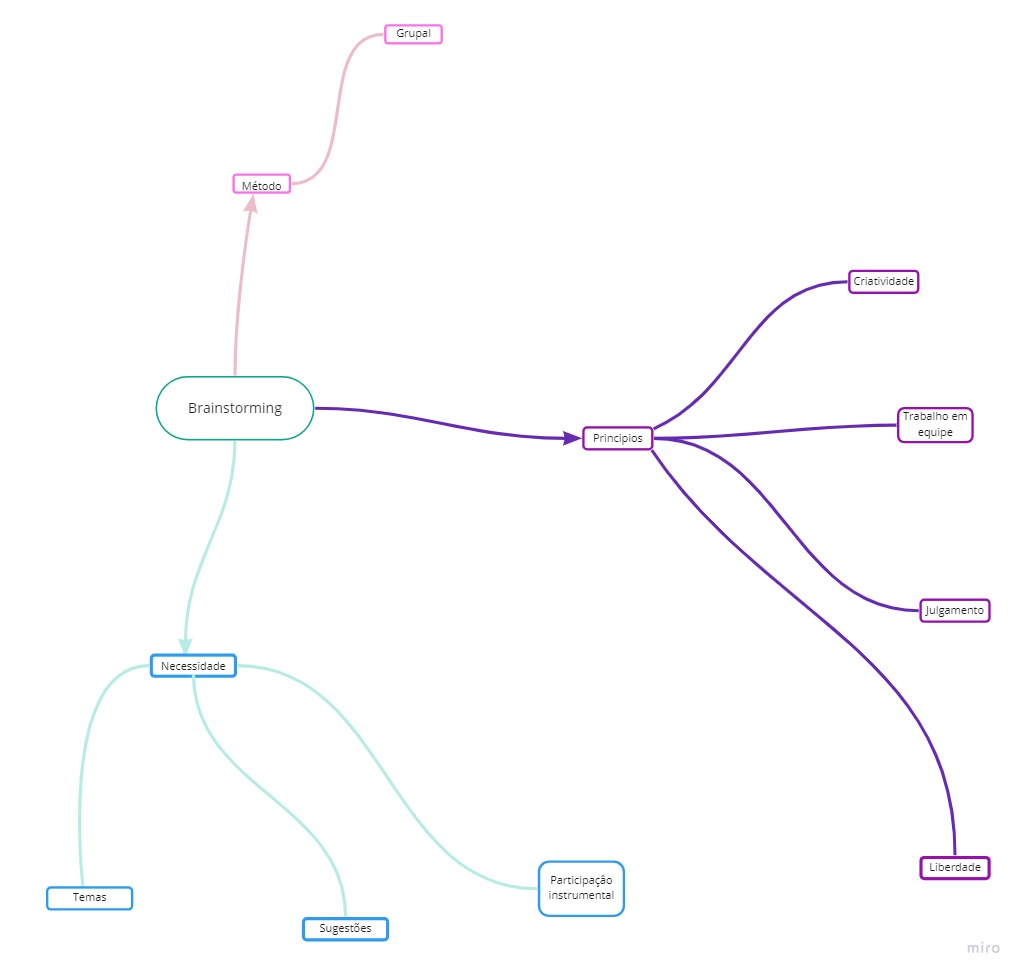 Grupal
Método
Criatividade
Brainstorming
Trabalho em
equipe
Principios
Julgamento
Necessidade
Liberdade
Participação
instrumental
Temas
Sugestões
miro